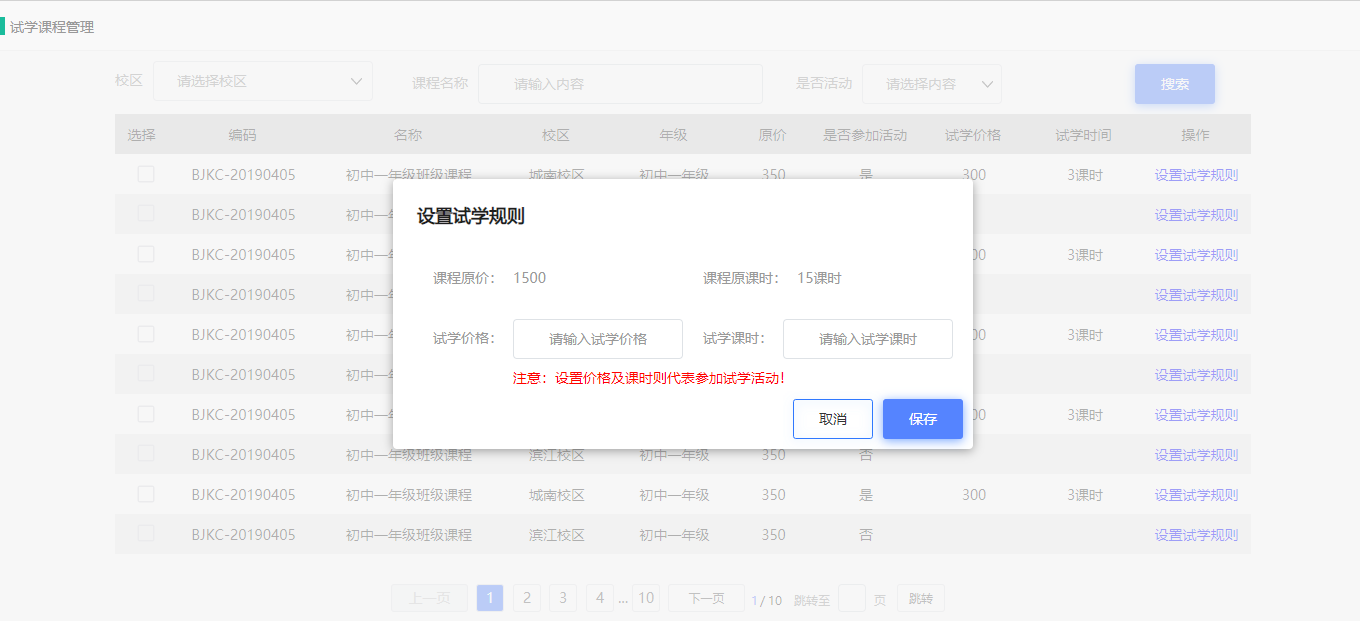 试学课程管理
校区 请选择校区 课程名称 请输入内容 是否活动 请选择内容 搜索
选择 编码 名称 校区 年级 原价 是否参加活动 试学价格 试学时间 操作
BJKC-20190405 初中一年级班级课程 城南校区 初中一年级 350 是 300 3课时 设置试学规则
BJKC-20190405 初中一 设置试学规则
BJKC-20190405 初中一 00 3课时 设置试学规则
BJKC-20190405 初中一 设置试学规则
BJKC-20190405 初中一 00 3课时 设置试学规则
BJKC-20190405 初中一 设置试学规则
BJKC-20190405 初中一 00 3课时 设置试学规则
BJKC-20190405 初中一年级班级课程 滨江校区 初中一年级 350 否 设置试学规则
BJKC-20190405 初中一年级班级课程 城南校区 初中一年级 350 是 300 3课时 设置试学规则
BJKC-20190405 初中一年级班级课程 滨江校区 初中一年级 350 否 设置试学规则
设置试学规则
课程原价： 1500 课程原课时： 15课时
试学价格： 请输入试学价格 试学课时： 请输入试学课时
注意：设置价格及课时则代表参加试学活动！
取消 保存
上一页 1 2 3 4 ... 10 下一页 1 / 10 跳转至 页 跳转